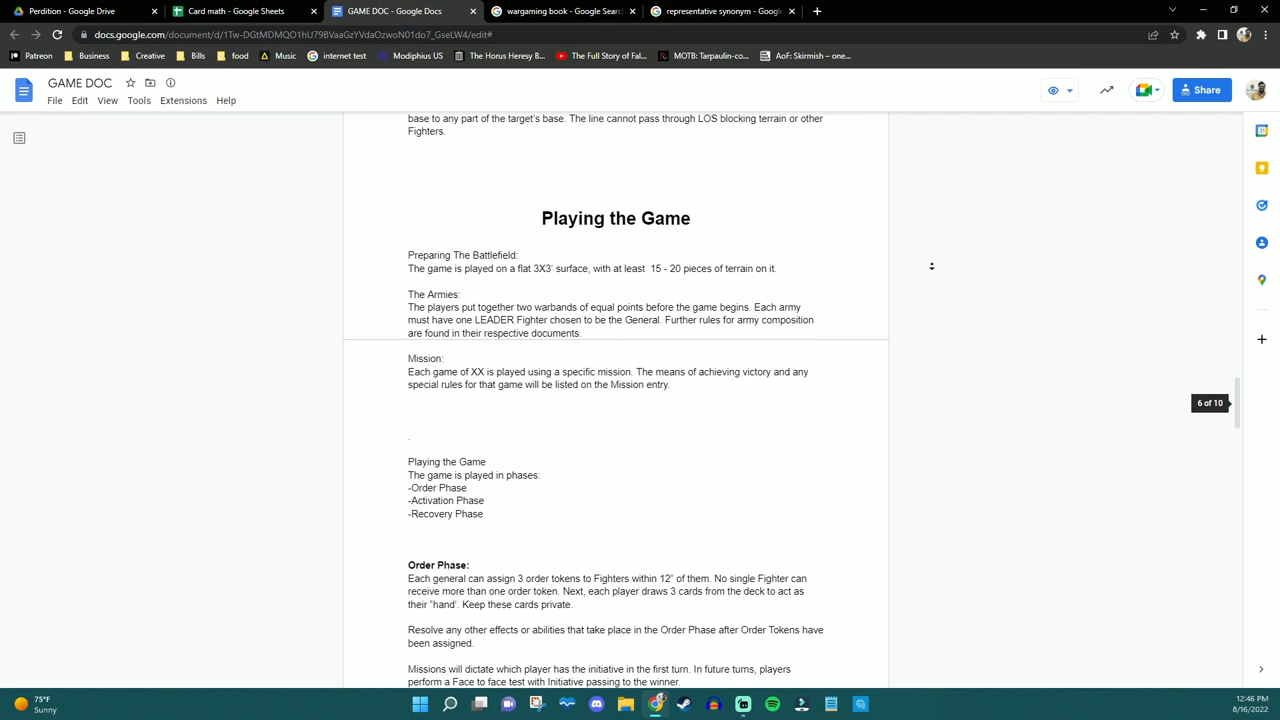 Perdition - Google Drive
Card math - Google Sheets
GAME DOC - Google Docs
wargaming book - Google Searc
representative synonym - Google
docs.google.com/document/d/1Tw-DGtMDMQO1hU79BVaaGzYVdaOzwoN01do7_GseLW4/edit#
Patreon
Business
Creative
Bills
food
Music
internet test
Modiphius US
The Horus Heresy B...
The Full Story of Fal...
MOTB: Tarpaulin-co...
AoF: Skirmish – one...
GAME DOC
File Edit View Tools Extensions Help
Share
base to any part of the target's base. The line cannot pass through LOS blocking terrain or other
Fighters.
Playing the Game
Preparing The Battlefield:
The game is played on a flat 3X3' surface, with at least 15 - 20 pieces of terrain on it.
The Armies:
The players put together two warbands of equal points before the game begins. Each army
must have one LEADER Fighter chosen to be the General. Further rules for army composition
are found in their respective documents.
Mission:
Each game of XX is played using a specific mission. The means of achieving victory and any
special rules for that game will be listed on the Mission entry.
6 of 10
.
Playing the Game
The game is played in phases:
-Order Phase
-Activation Phase
-Recovery Phase
Order Phase:
Each general can assign 3 order tokens to Fighters within 12" of them. No single Fighter can
receive more than one order token. Next, each player draws 3 cards from the deck to act as
their "hand'. Keep these cards private.
Resolve any other effects or abilities that take place in the Order Phase after Order Tokens have
been assigned.
Missions will dictate which player has the initiative in the first turn. In future turns, players
perform a Face to face test with Initiative passing to the winner.
75°F
Sunny
12:46 PM
8/16/2022